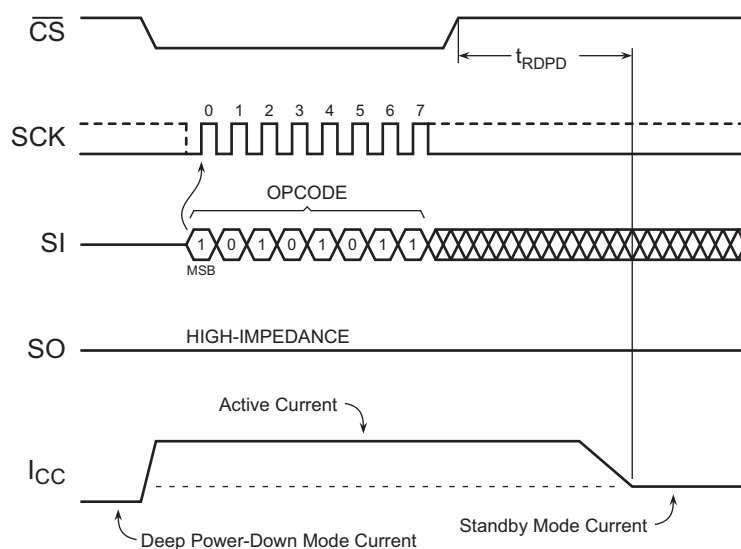 CS
tRDPD
SCK
0 1 2 3 4 5 6 7
OPCODE
SI
1 0 1 0 1 0 1 1
MSB
SO
HIGH-IMPEDANCE
Active Current
ICC
Deep Power-Down Mode Current
Standby Mode Current